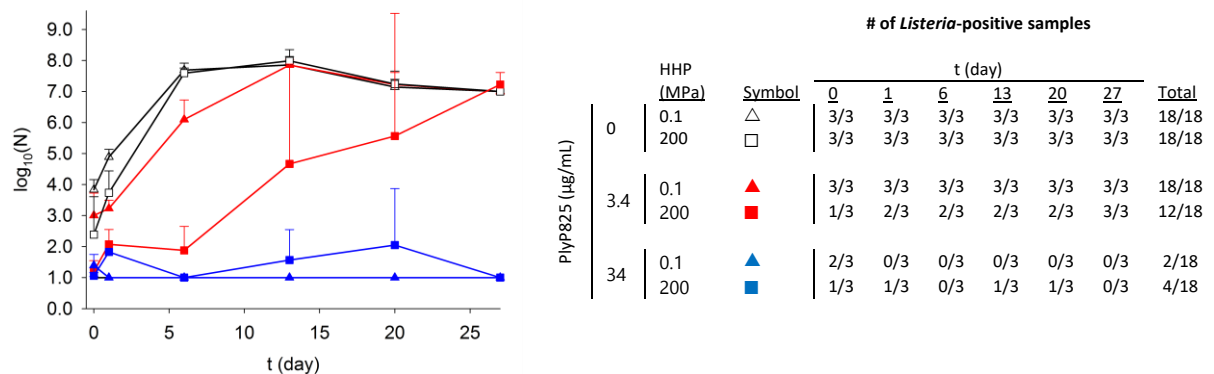 9.0
8.0
7.0
6.0
5.0
4.0
3.0
2.0
1.0
0.0
log10(N)
0 5 10 15 20 25
t (day)
# of Listeria-positive samples
HHP t (day)
(MPa) Symbol 0 1 6 13 20 27 Total
PlyP825 (µg/mL)
0 0.1 3/3 3/3 3/3 3/3 3/3 3/3 18/18
200 3/3 3/3 3/3 3/3 3/3 3/3 18/18
3.4 0.1 3/3 3/3 3/3 3/3 3/3 3/3 18/18
200 1/3 2/3 2/3 2/3 2/3 3/3 12/18
34 0.1 2/3 0/3 0/3 0/3 0/3 0/3 2/18
200 1/3 1/3 0/3 1/3 1/3 0/3 4/18